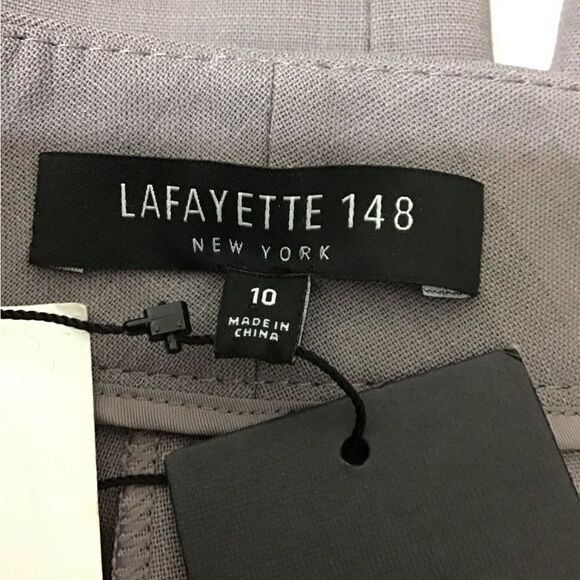 LAFAYETTE 148
NEW YORK
10
MADE IN
CHINA